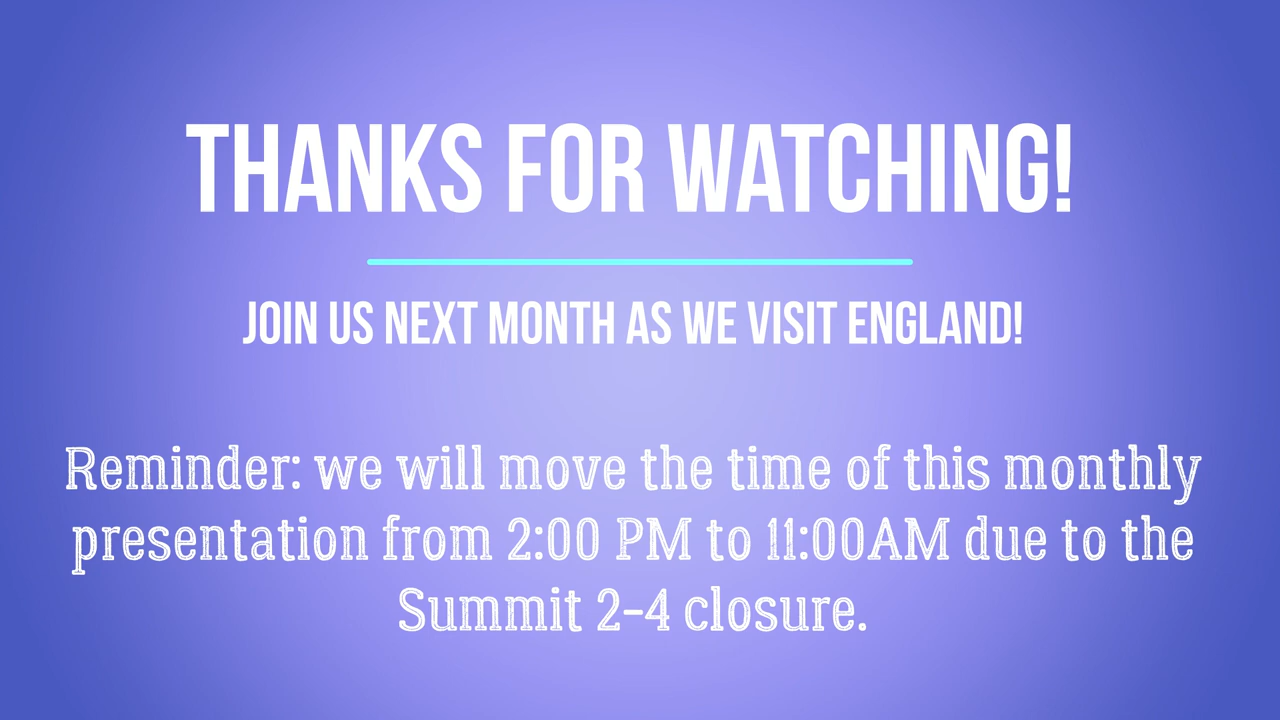 THANKS FOR WATCHING!
JOIN US NEXT MONTH AS WE VISIT ENGLAND!
Reminder: we will move the time of this monthly
presentation from 2:00 PM to 11:00AM due to the
Summit 2-4 closure.